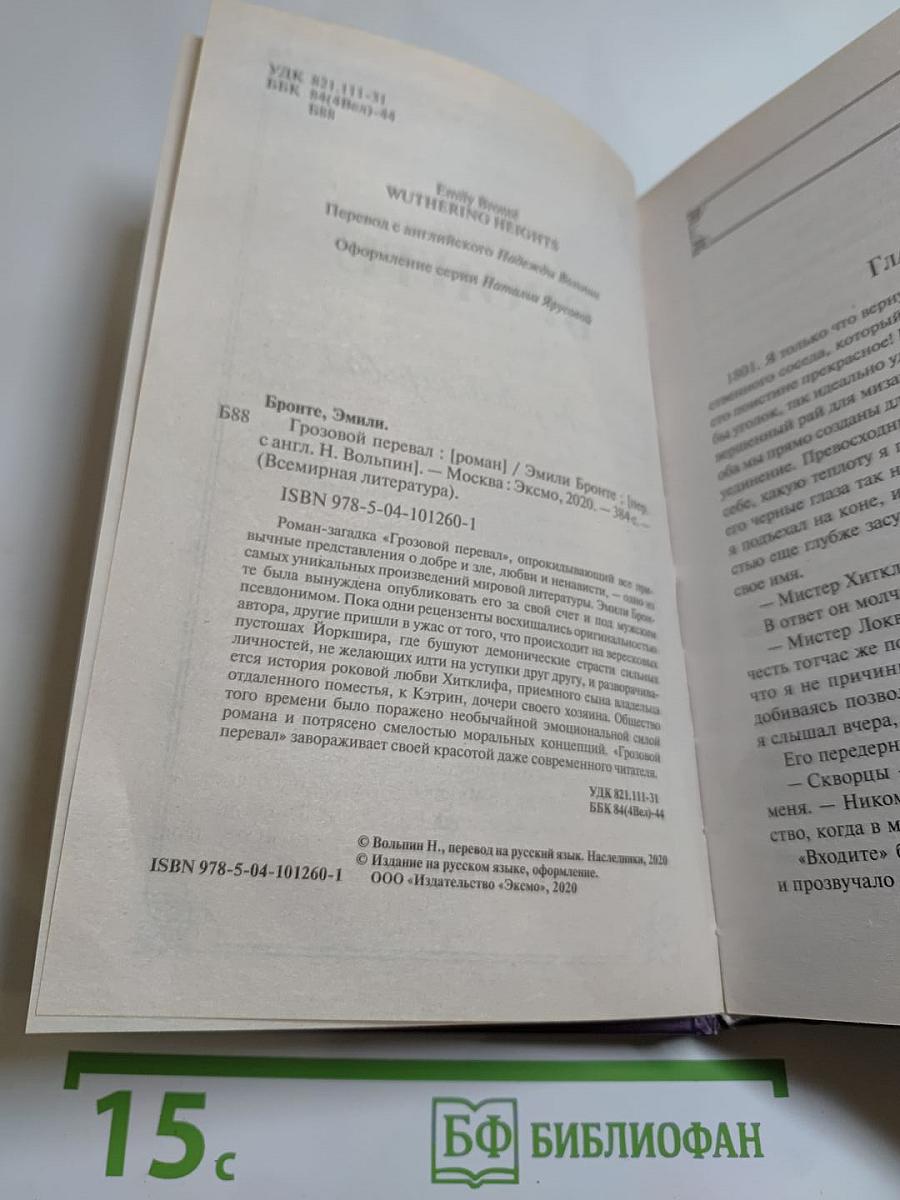 УДК 821.111-31
ББК 84(4Вел)-44
Б88
Emily Brontë
WUTHERING HEIGHTS
Перевод с английского Надежды Вольпин
Оформление серии Натальи Ярусовой
Бронте, Эмили.
Б88 Грозовой перевал : [роман] / Эмили Бронте ; [пер.
с англ. Н. Вольпин]. — Москва : Эксмо, 2020. — 384 с. —
(Всемирная литература).
ISBN 978-5-04-101260-1
Роман-загадка «Грозовой перевал», опрокидывающий все при-
вычные представления о добре и зле, любви и ненависти, — одно из
самых уникальных произведений мировой литературы. Эмили Брон-
те была вынуждена опубликовать его за свой счет и под мужским
псевдонимом. Пока одни рецензенты восхищались оригинальностью
автора, другие пришли в ужас от того, что происходит на вересковых
пустошах Йоркшира, где бушуют демонические страсти сильных
личностей, не желающих идти на уступки друг другу, и разворачива-
ется история роковой любви Хитклифа, приемного сына владельца
отдаленного поместья, к Кэтрин, дочери своего хозяина. Общество
того времени было поражено необычайной эмоциональной силой
романа и потрясено смелостью моральных концепций. «Грозовой
перевал» завораживает своей красотой даже современного читателя.
УДК 821.111-31
ББК 84(4Вел)-44
© Вольпин Н., перевод на русский язык. Наследники, 2020
© Издание на русском языке, оформление.
ООО «Издательство «Эксмо», 2020
ISBN 978-5-04-101260-1
Гла
1801. Я только что верну
ственного соседа, который
сто поистине прекрасное!
бы уголок, так идеально у
вершенный рай для миза
оба мы прямо созданы дл
уединение. Превосходн
себе, какую теплоту я п
его черные глаза так н
я подъехал на коне, и
стью еще глубже засу
свое имя.
— Мистер Хиткл
В ответ он молч
— Мистер Локв
честь тотчас же по
что я не причин
добиваясь позвол
я слышал вчера,
Его передерн
— Скворцы
меня. — Ником
ство, когда в м
«Входите» б
и прозвучало
15 с
БФ БИБЛИОФАН